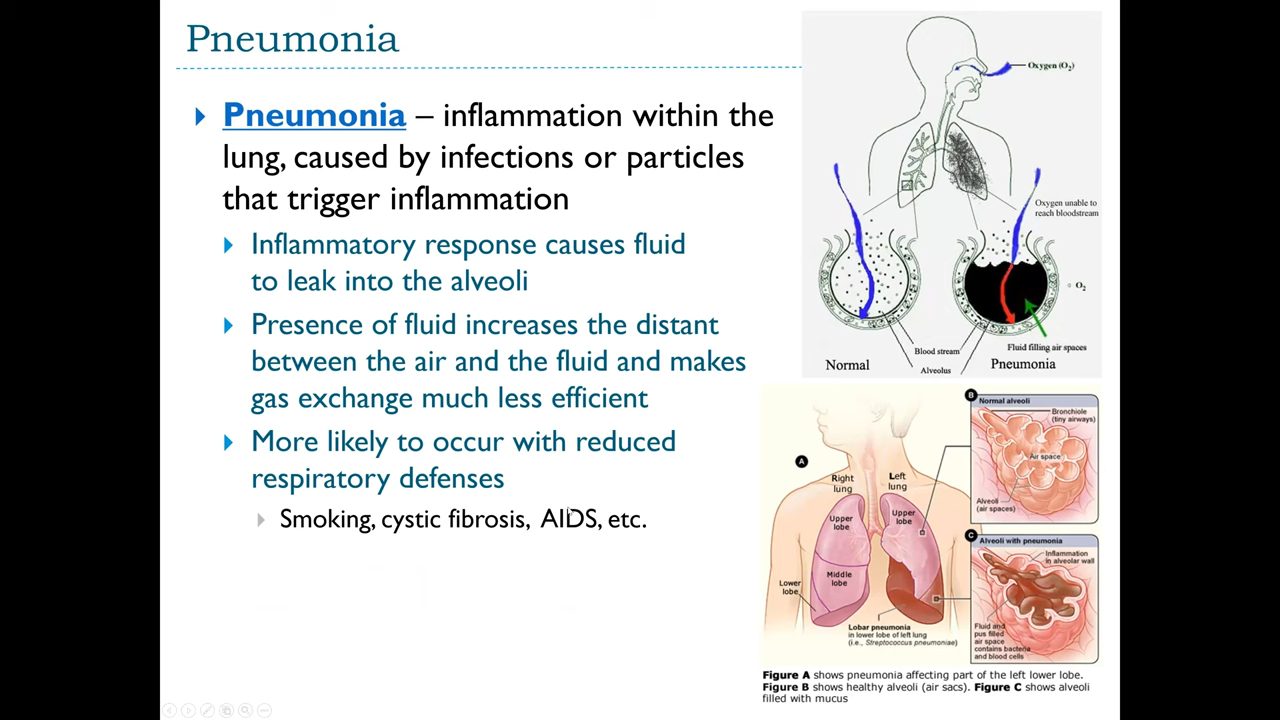 Pneumonia
Pneumonia – inflammation within the
lung, caused by infections or particles
that trigger inflammation
Inflammatory response causes fluid
to leak into the alveoli
Presence of fluid increases the distant
between the air and the fluid and makes
gas exchange much less efficient
More likely to occur with reduced
respiratory defenses
Smoking, cystic fibrosis, AIDS, etc.
Oxygen (O₂)
Oxygen unable to
reach bloodstream
O₂
Fluid filling air spaces
Blood stream
Alveolus
Normal
Pneumonia
A
Right
lung
Left
lung
Upper
lobe
Upper
lobe
Middle
lobe
Lower
lobe
Lobar pneumonia
in lower lobe of left lung
(i.e., Streptococcus pneumoniae)
B
Normal alveoli
Bronchiole
(tiny airways)
Air space
Alveoli
(air spaces)
C
Alveoli with pneumonia
Inflammation
in alveolar wall
Fluid and
pus filled
air space
contains bacteria
and blood cells
Figure A shows pneumonia affecting part of the left lower lobe.
Figure B shows healthy alveoli (air sacs). Figure C shows alveoli
filled with mucus